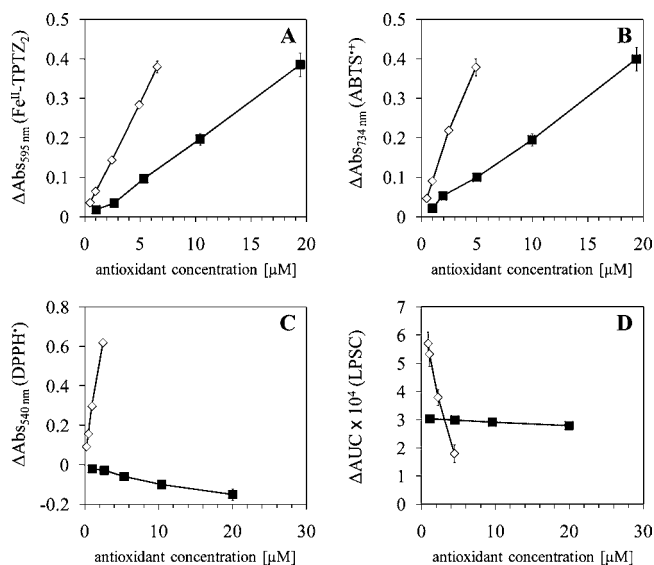 A
0.5
0.4
0.3
0.2
0.1
0
0 5 10 15 20
ΔAbs₅₉₅ ₙₘ (Feᴵᴵ-TPTZ₂)
antioxidant concentration [µM]
B
0.5
0.4
0.3
0.2
0.1
0
0 5 10 15 20
ΔAbs₇₃₄ ₙₘ (ABTS•⁺)
antioxidant concentration [µM]
C
0.8
0.6
0.4
0.2
0
-0.2
0 10 20 30
ΔAbs₅₄₀ ₙₘ (DPPH•)
antioxidant concentration [µM]
D
7
6
5
4
3
2
1
0
0 10 20 30
ΔAUC x 10⁴ (LPSC)
antioxidant concentration [µM]